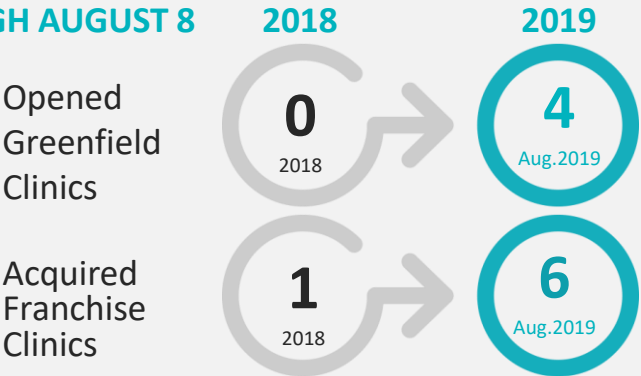 GH AUGUST 8 2018 2019
Opened
Greenfield
Clinics
0
2018
4
Aug.2019
Acquired
Franchise
Clinics
1
2018
6
Aug.2019